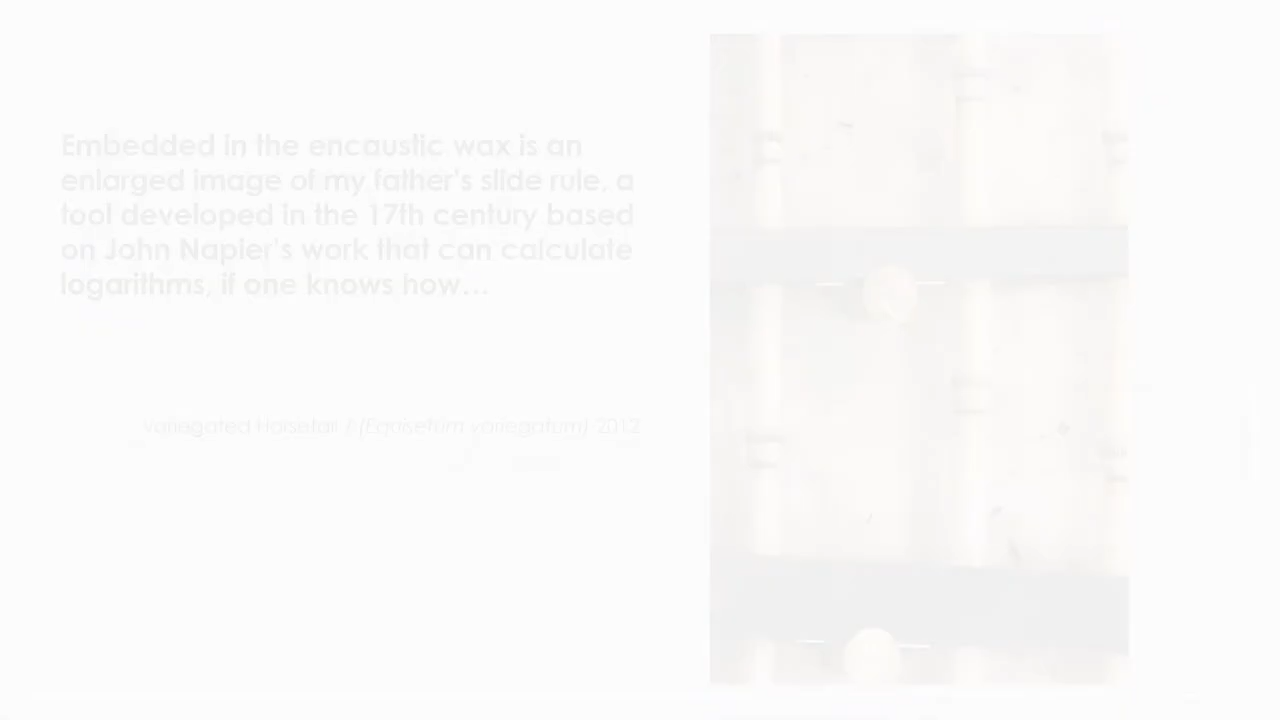 Embedded in the encaustic wax is an
enlarged image of my father's slide rule, a
tool developed in the 17th century based
on John Napier's work that can calculate
logarithms, if one knows how…
Variegated Horsetail I (Equisetum variegatum) 2012